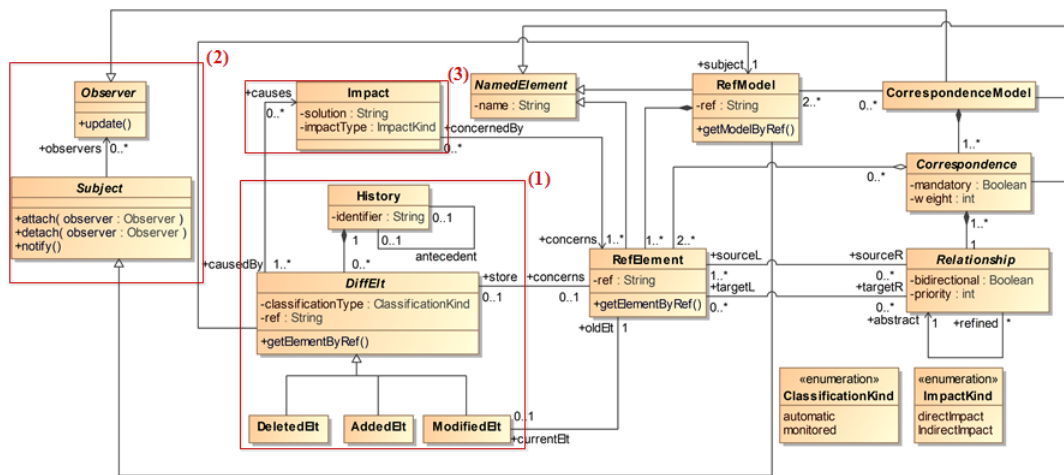 (2)
Observer
+update()
+observers
0..*
Subject
+attach( observer : Observer )
+detach( observer : Observer )
+notify()
(3)
+causes
0..*
Impact
-solution : String
-impactType : ImpactKind
+concernedBy
0..*
NamedElement
-name : String
+subject
1
RefModel
-ref : String
+getModelByRef()
2..*
0..*
CorrespondenceModel
1..*
Correspondence
-mandatory : Boolean
-weight : int
0..*
1..*
1
(1)
History
-identifier : String
0..1
0..1
antecedent
1
0..*
+causedBy
1..*
DiffElt
-classificationType : ClassificationKind
-ref : String
+getElementByRef()
+store
0..1
+concerns
0..1
+concerns
1..*
1..*
2..*
RefElement
-ref : String
+getElementByRef()
+sourceL
1..*
+targetL
0..*
+sourceR
0..*
+targetR
0..*
Relationship
-bidirectional : Boolean
-priority : int
+abstract
1
+refined
*
+oldElt
1
DeletedElt
AddedElt
ModifiedElt
0..1
+currentElt
«enumeration»
ClassificationKind
automatic
monitored
«enumeration»
ImpactKind
directImpact
IndirectImpact